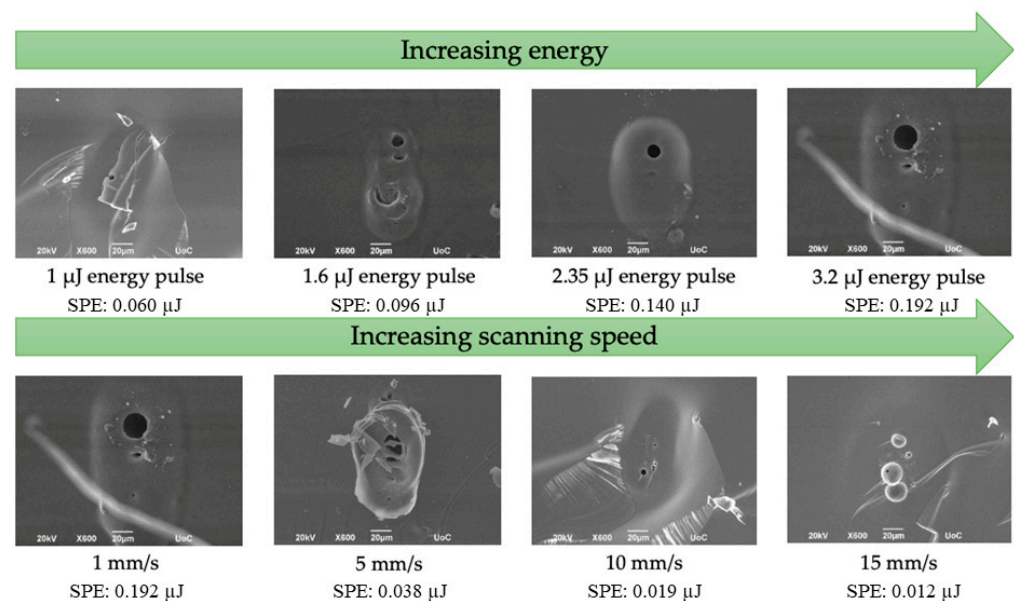 Increasing energy
20kV X600 20µm UoC
20kV X600 20µm UoC
20kV X600 20µm UoC
20kV X600 20µm UoC
1 µJ energy pulse
1.6 µJ energy pulse
2.35 µJ energy pulse
3.2 µJ energy pulse
SPE: 0.060 µJ
SPE: 0.096 µJ
SPE: 0.140 µJ
SPE: 0.192 µJ
Increasing scanning speed
20kV X600 20µm UoC
20kV X600 20µm UoC
20kV X600 20µm UoC
20kV X600 20µm UoC
1 mm/s
5 mm/s
10 mm/s
15 mm/s
SPE: 0.192 µJ
SPE: 0.038 µJ
SPE: 0.019 µJ
SPE: 0.012 µJ